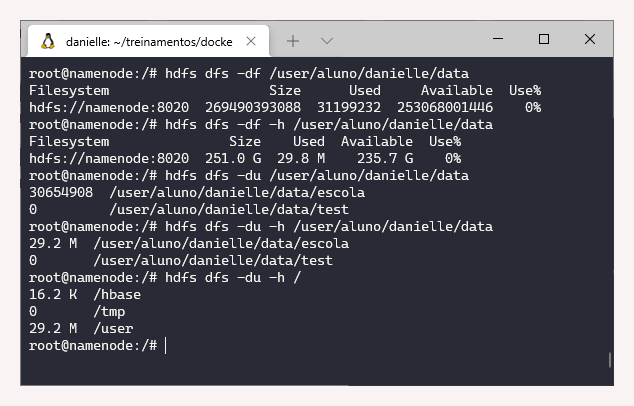 danielle: ~/treinamentos/docke
root@namenode:/# hdfs dfs -df /user/aluno/danielle/data
Filesystem                    Size      Used     Available  Use%
hdfs://namenode:8020  269490393088  31199232  253068001446    0%
root@namenode:/# hdfs dfs -df -h /user/aluno/danielle/data
Filesystem               Size    Used  Available  Use%
hdfs://namenode:8020  251.0 G  29.8 M    235.7 G    0%
root@namenode:/# hdfs dfs -du /user/aluno/danielle/data
30654908  /user/aluno/danielle/data/escola
0         /user/aluno/danielle/data/test
root@namenode:/# hdfs dfs -du -h /user/aluno/danielle/data
29.2 M  /user/aluno/danielle/data/escola
0       /user/aluno/danielle/data/test
root@namenode:/# hdfs dfs -du -h /
16.2 K  /hbase
0       /tmp
29.2 M  /user
root@namenode:/#